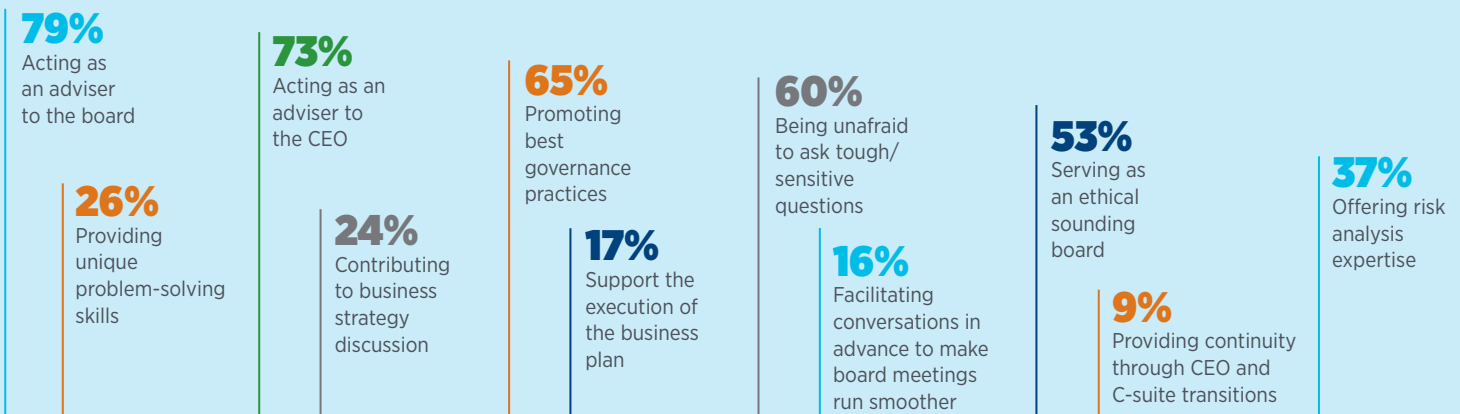 79%
Acting as
an adviser
to the board
73%
Acting as an
adviser to
the CEO
65%
Promoting
best
governance
practices
60%
Being unafraid
to ask tough/
sensitive
questions
53%
Serving as
an ethical
sounding
board
37%
Offering risk
analysis
expertise
26%
Providing
unique
problem-solving
skills
24%
Contributing
to business
strategy
discussion
17%
Support the
execution of
the business
plan
16%
Facilitating
conversations in
advance to make
board meetings
run smoother
9%
Providing continuity
through CEO and
C-suite transitions